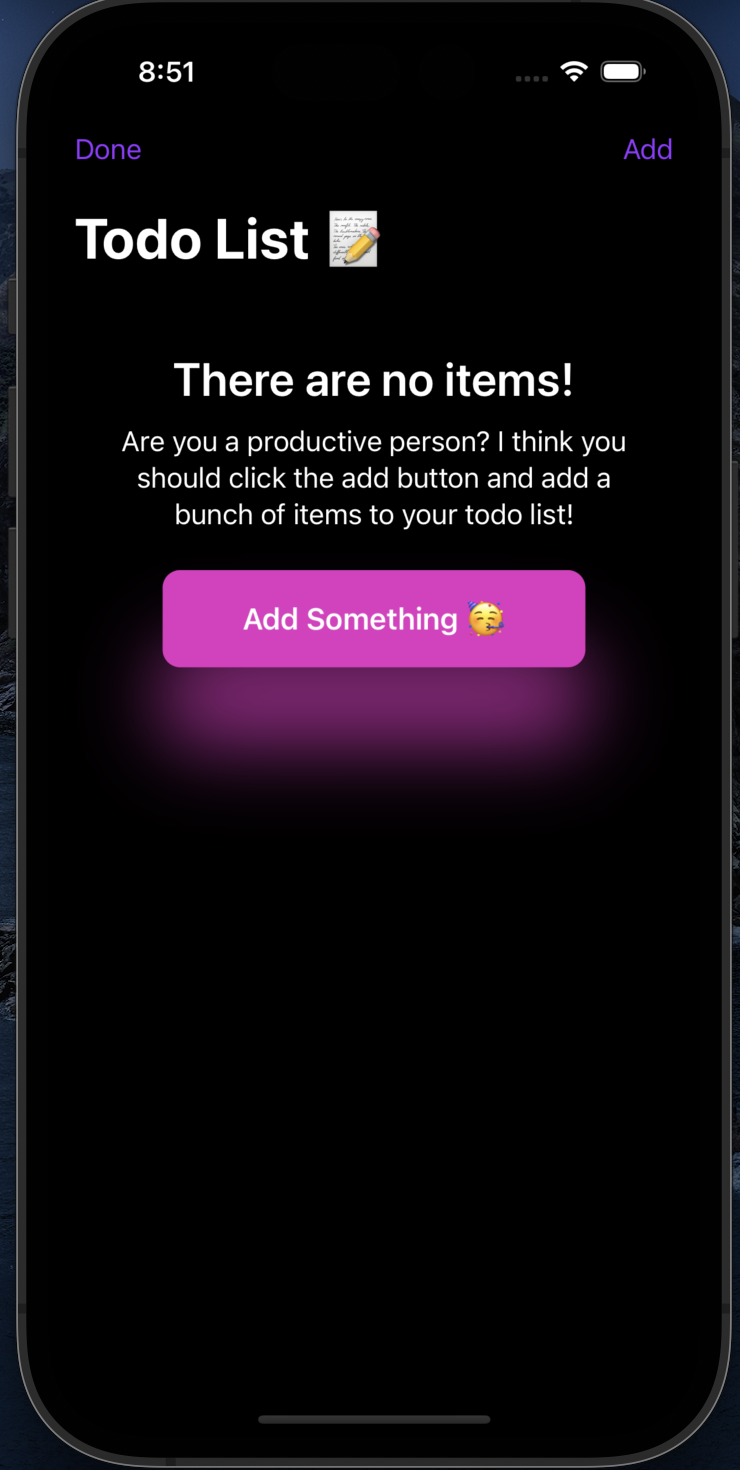 8:51
Done Add
Todo List 📝
There are no items!
Are you a productive person? I think you
should click the add button and add a
bunch of items to your todo list!
Add Something 🥳